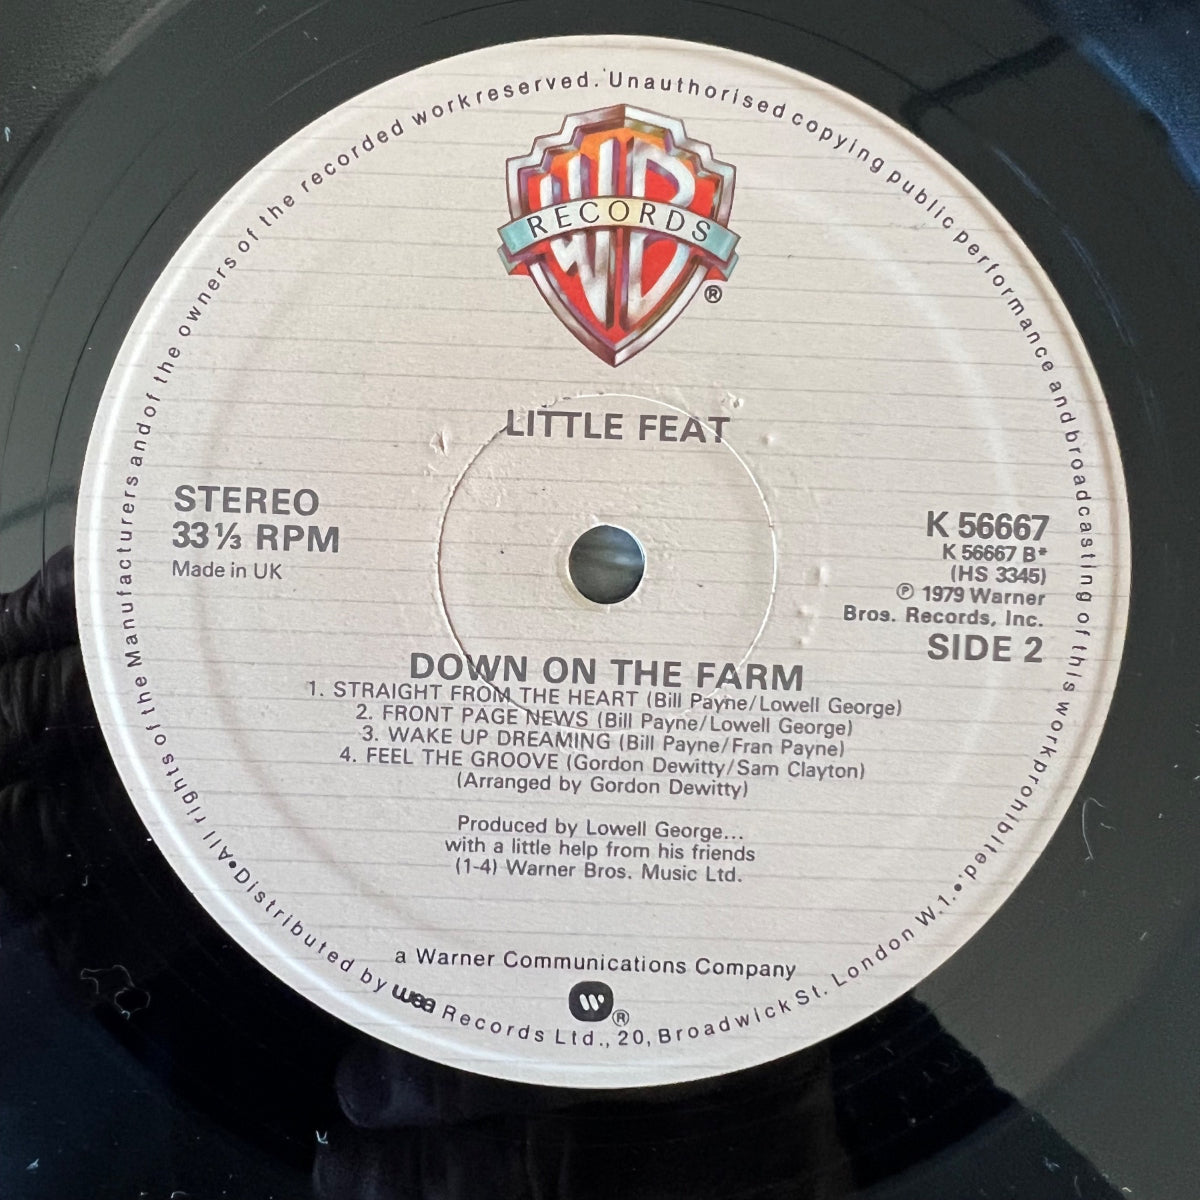 All rights of the Manufacturers and of the owners of the recorded work reserved. Unauthorised copying public performance and broadcasting of this work prohibited.
WB
RECORDS
®
LITTLE FEAT
STEREO
33⅓ RPM
Made in UK
K 56667
K 56667 B*
(HS 3345)
℗ 1979 Warner
Bros. Records, Inc.
SIDE 2
DOWN ON THE FARM
1. STRAIGHT FROM THE HEART (Bill Payne/Lowell George)
2. FRONT PAGE NEWS (Bill Payne/Lowell George)
3. WAKE UP DREAMING (Bill Payne/Fran Payne)
4. FEEL THE GROOVE (Gordon Dewitty/Sam Clayton)
(Arranged by Gordon Dewitty)
Produced by Lowell George...
with a little help from his friends
(1-4) Warner Bros. Music Ltd.
a Warner Communications Company
W ®
•Distributed by wea Records Ltd., 20, Broadwick St. London W.1.•